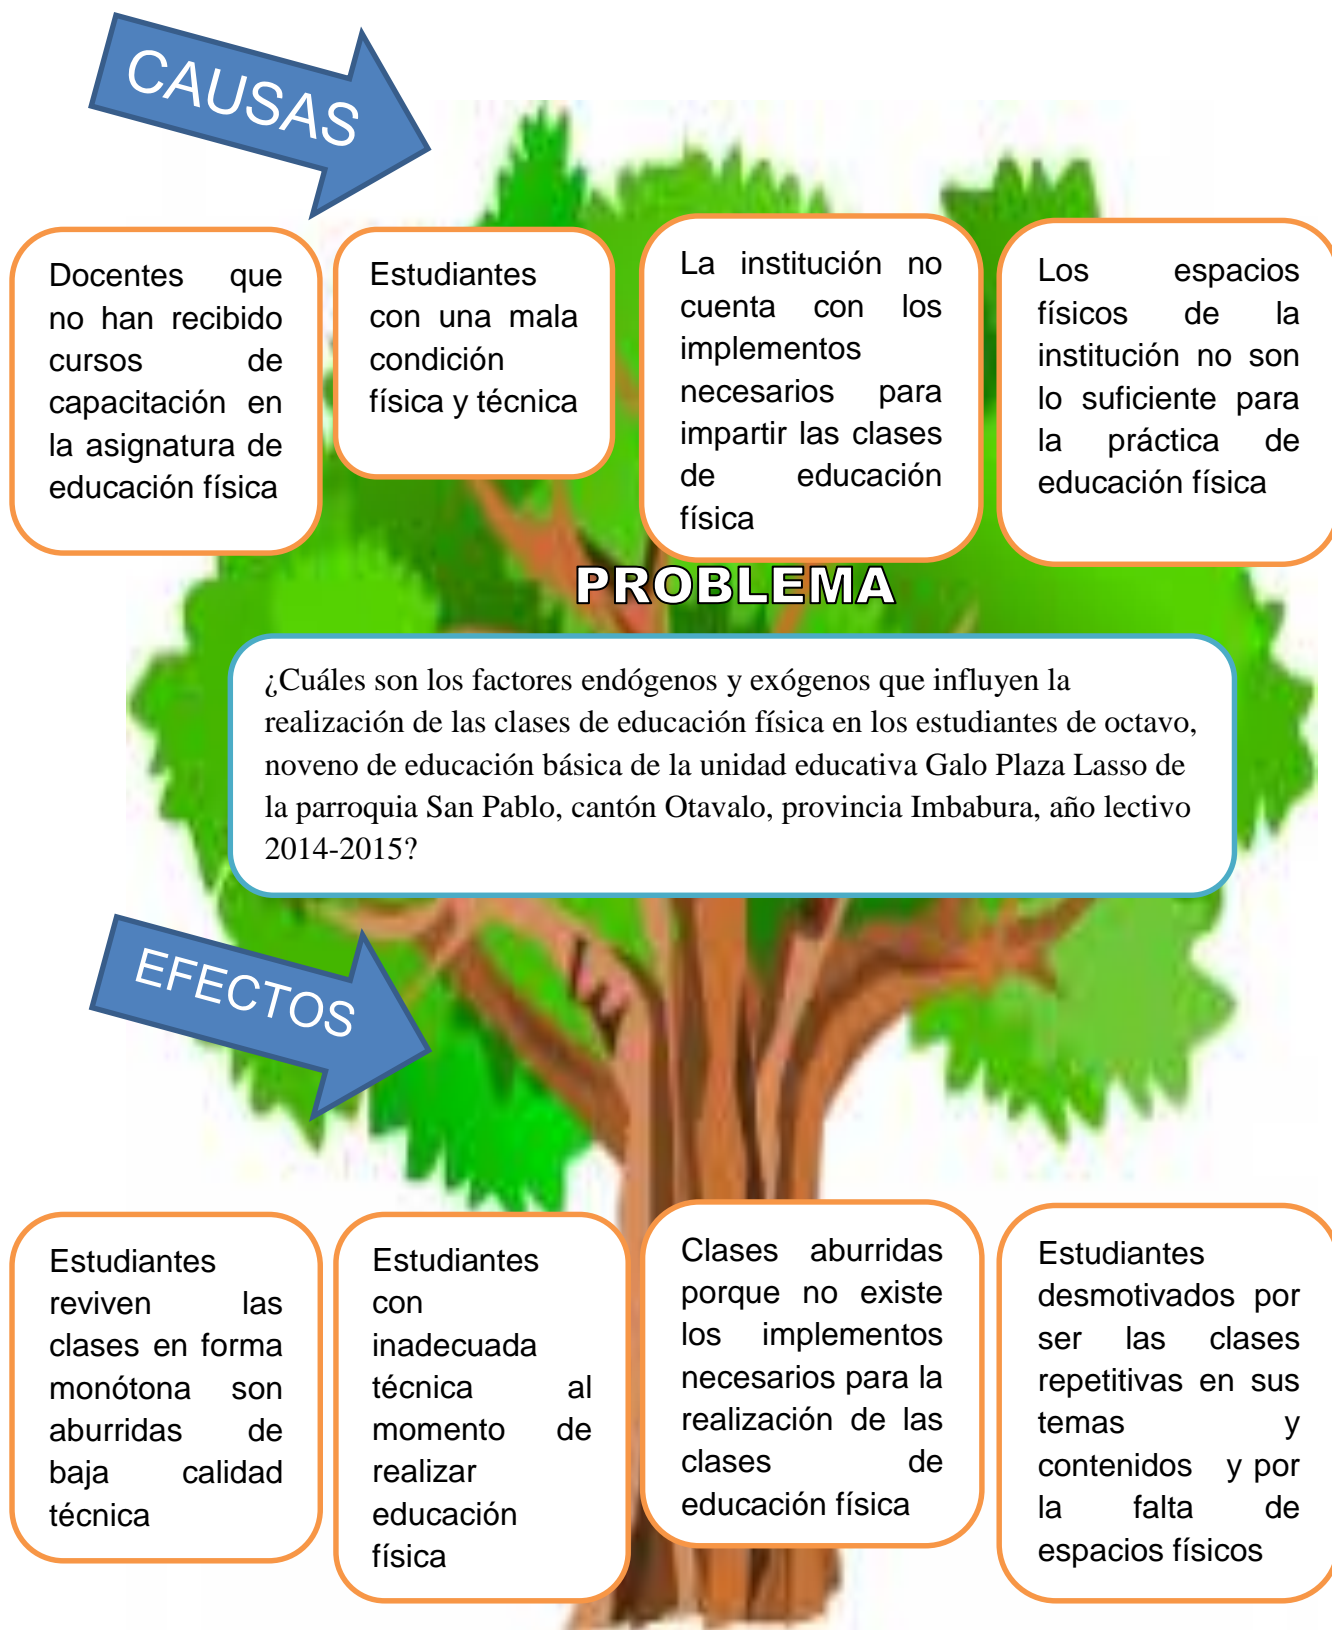 CAUSAS
Docentes que
no han recibido
cursos de
capacitación en
la asignatura de
educación física
Estudiantes
con una mala
condición
física y técnica
La institución no
cuenta con los
implementos
necesarios para
impartir las clases
de educación
física
Los espacios
físicos de la
institución no son
lo suficiente para
la práctica de
educación física
PROBLEMA
¿Cuáles son los factores endógenos y exógenos que influyen la
realización de las clases de educación física en los estudiantes de octavo,
noveno de educación básica de la unidad educativa Galo Plaza Lasso de
la parroquia San Pablo, cantón Otavalo, provincia Imbabura, año lectivo
2014-2015?
EFECTOS
Estudiantes
reviven las
clases en forma
monótona son
aburridas de
baja calidad
técnica
Estudiantes
con
inadecuada
técnica al
momento de
realizar
educación
física
Clases aburridas
porque no existe
los implementos
necesarios para la
realización de las
clases de
educación física
Estudiantes
desmotivados por
ser las clases
repetitivas en sus
temas y
contenidos y por
la falta de
espacios físicos